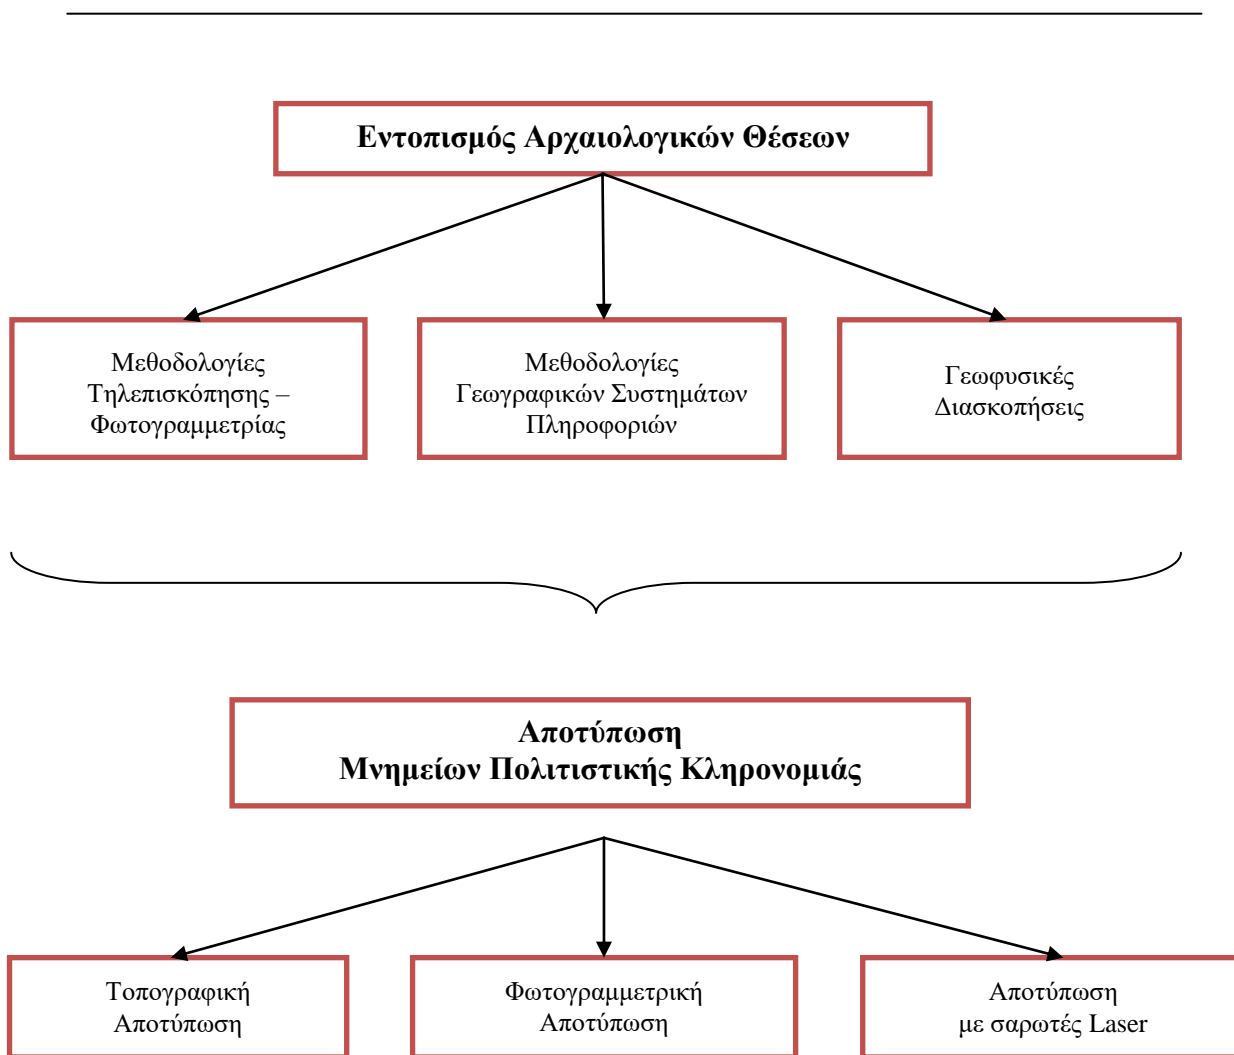 Εντοπισμός Αρχαιολογικών Θέσεων
Μεθοδολογίες
Τηλεπισκόπησης –
Φωτογραμμετρίας
Μεθοδολογίες
Γεωγραφικών Συστημάτων
Πληροφοριών
Γεωφυσικές
Διασκοπήσεις
Αποτύπωση
Μνημείων Πολιτιστικής Κληρονομιάς
Τοπογραφική
Αποτύπωση
Φωτογραμμετρική
Αποτύπωση
Αποτύπωση
με σαρωτές Laser